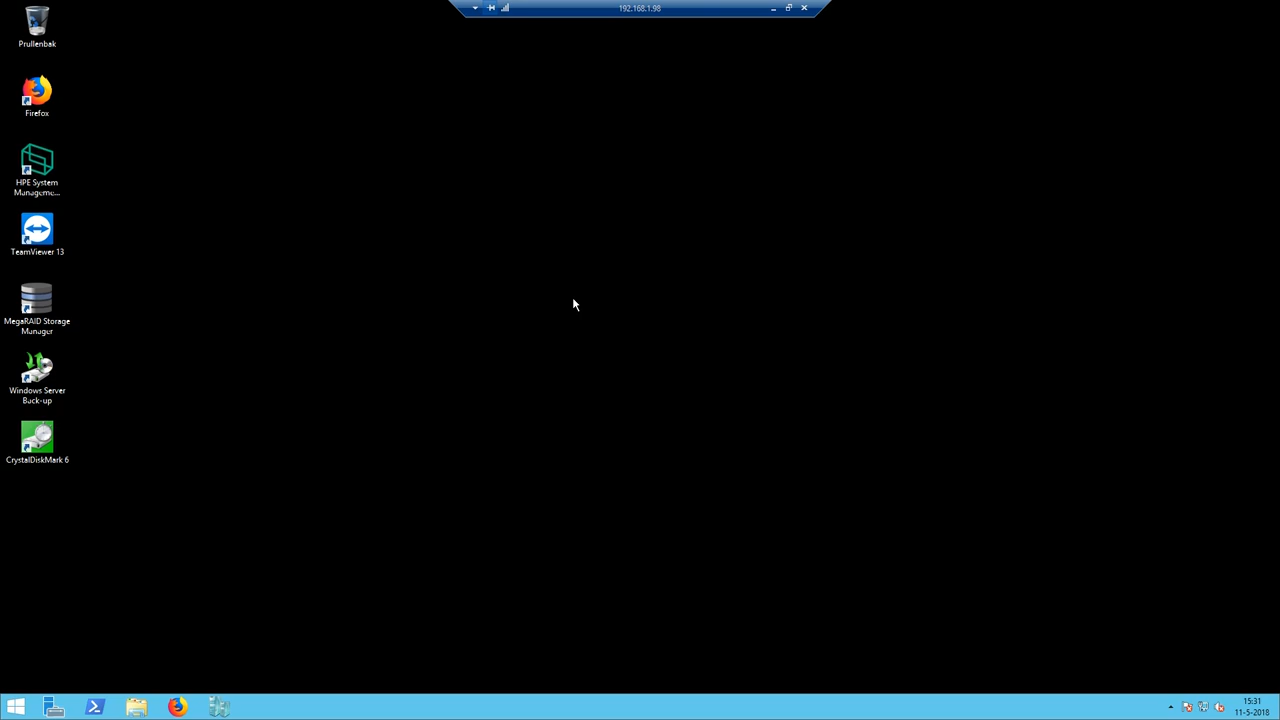 192.168.1.98
Prullenbak
Firefox
HPE System
Manageme...
TeamViewer 13
MegaRAID Storage
Manager
Windows Server
Back-up
CrystalDiskMark 6
15:31
11-5-2018